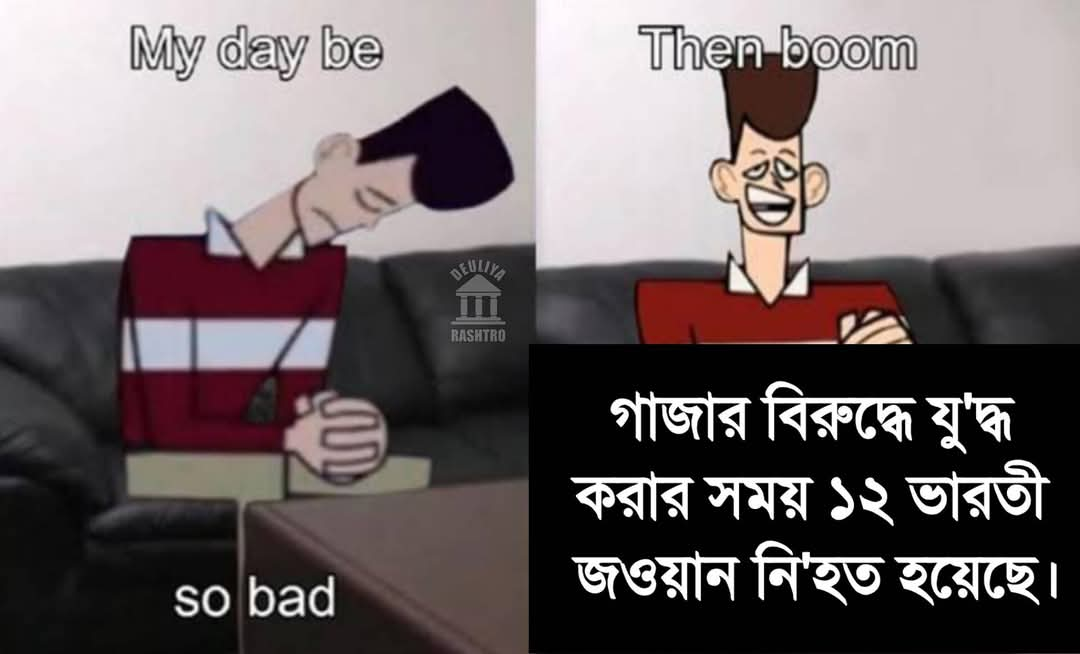 My day be
so bad
Then boom
DEULIYA
RASHTRO
গাজার বিরুদ্ধে যু'দ্ধ
করার সময় ১২ ভারতী
জওয়ান নি'হত হয়েছে।